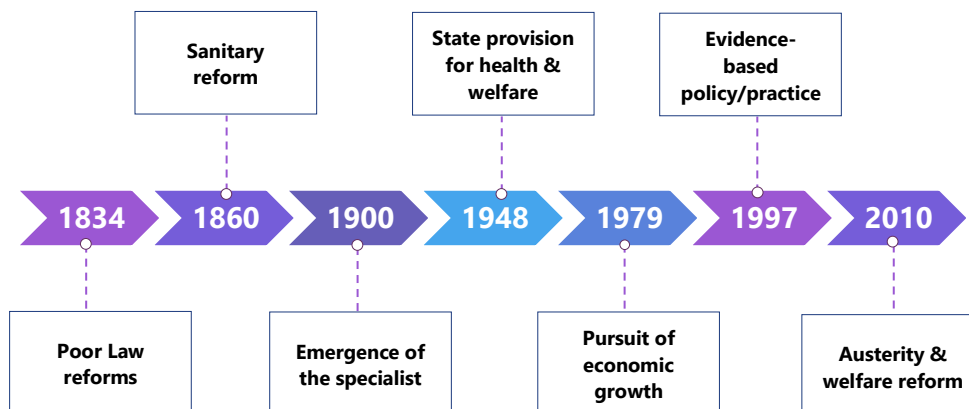 Sanitary
reform
State provision
for health &
welfare
Evidence-
based
policy/practice
1834
1860
1900
1948
1979
1997
2010
Poor Law
reforms
Emergence of
the specialist
Pursuit of
economic
growth
Austerity &
welfare reform